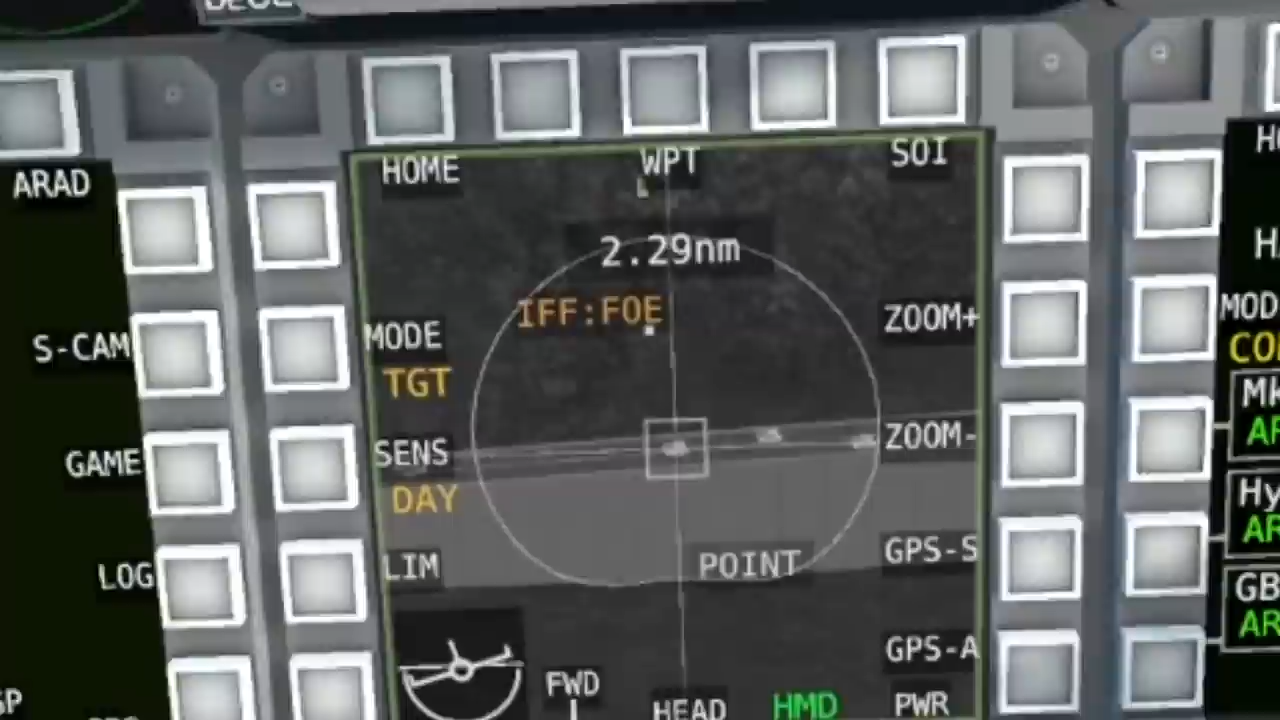 HOME
WPT
SOI
ARAD
2.29nm
IFF:FOE
ZOOM+
MODE
TGT
S-CAM
ZOOM-
SENS
GAME
DAY
GPS-S
LIM
POINT
LOG
GPS-A
FWD
HEAD
HMD
PWR